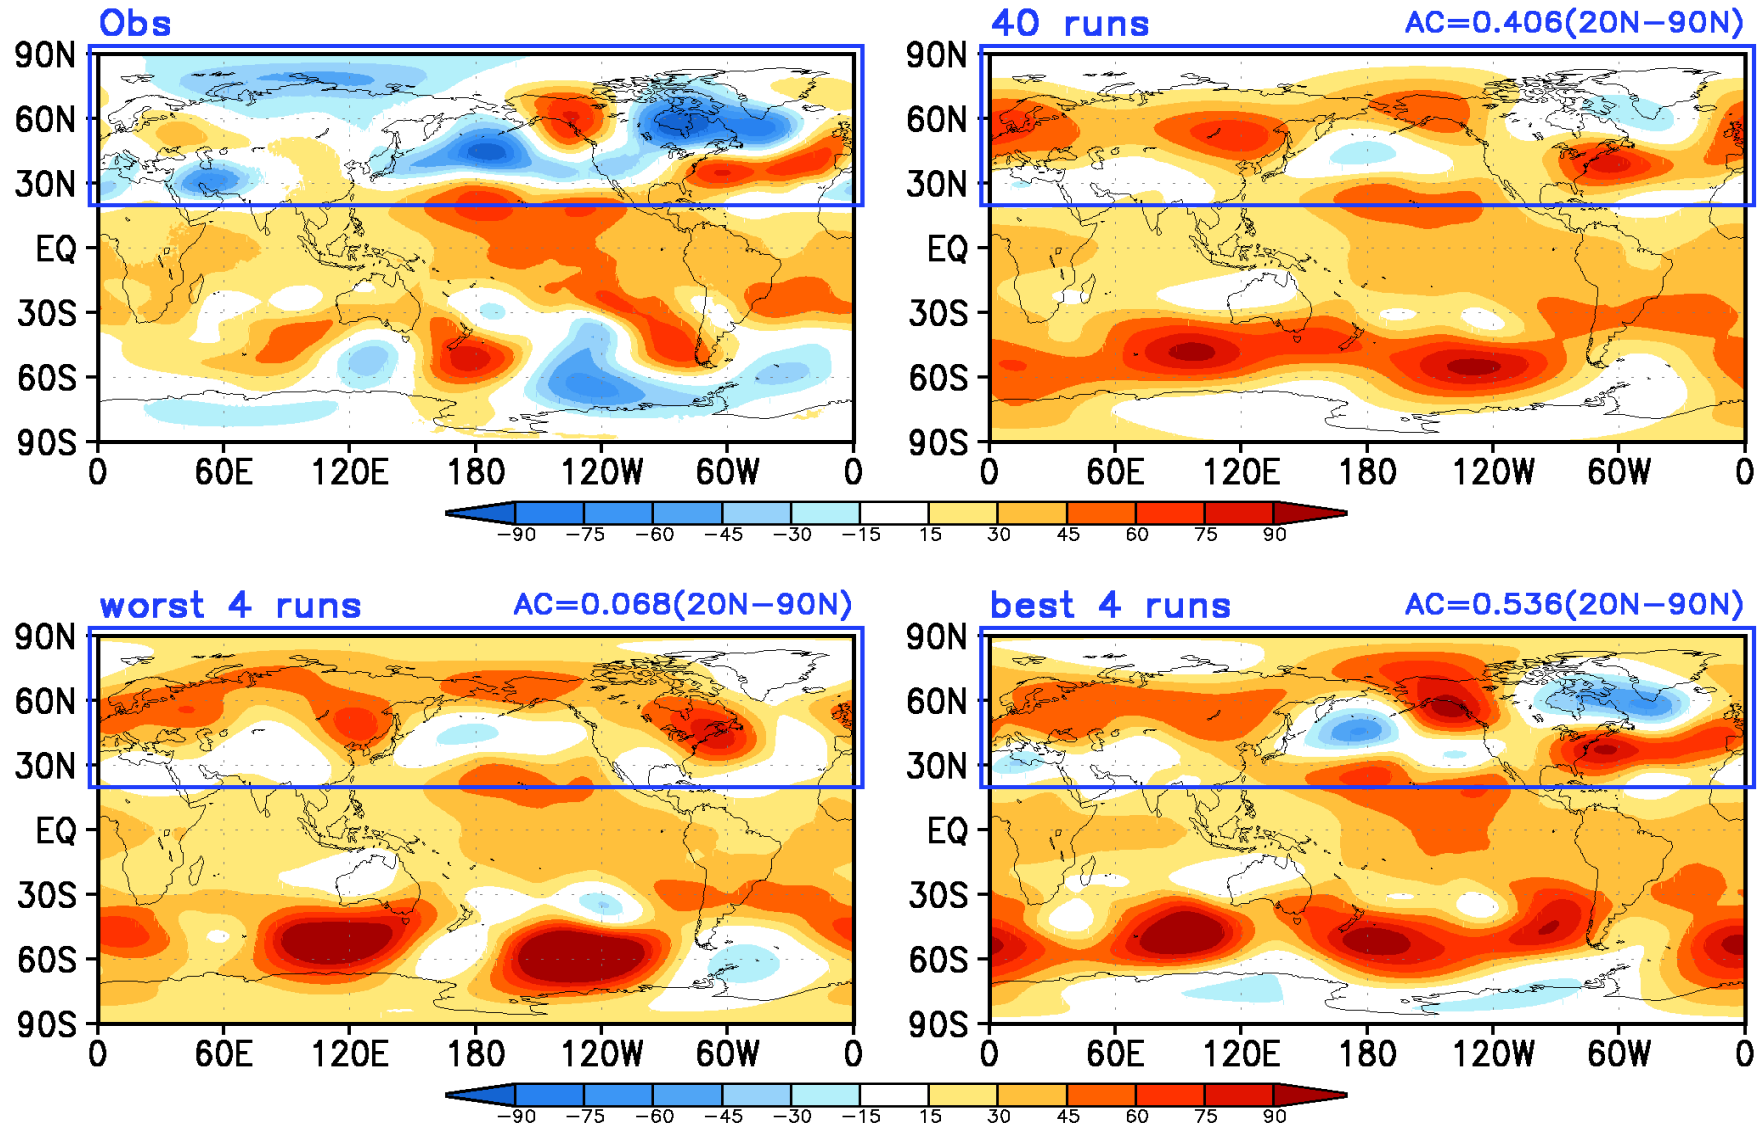 Obs
40 runs AC=0.406(20N−90N)
90N 90N
60N 60N
30N 30N
EQ EQ
30S 30S
60S 60S
90S 90S
0 60E 120E 180 120W 60W 0 0 60E 120E 180 120W 60W 0
−90 −75 −60 −45 −30 −15 15 30 45 60 75 90
worst 4 runs AC=0.068(20N−90N)
best 4 runs AC=0.536(20N−90N)
90N 90N
60N 60N
30N 30N
EQ EQ
30S 30S
60S 60S
90S 90S
0 60E 120E 180 120W 60W 0 0 60E 120E 180 120W 60W 0
−90 −75 −60 −45 −30 −15 15 30 45 60 75 90